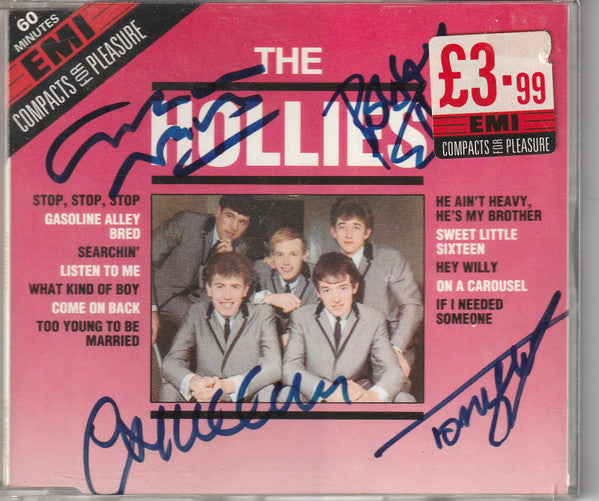 60
MINUTES
EMI
COMPACTS FOR PLEASURE
THE
HOLLIES
£3.99
EMI
COMPACTS FOR PLEASURE
STOP, STOP, STOP
GASOLINE ALLEY
BRED
SEARCHIN'
LISTEN TO ME
WHAT KIND OF BOY
COME ON BACK
TOO YOUNG TO BE
MARRIED
HE AIN'T HEAVY,
HE'S MY BROTHER
SWEET LITTLE
SIXTEEN
HEY WILLY
ON A CAROUSEL
IF I NEEDED
SOMEONE